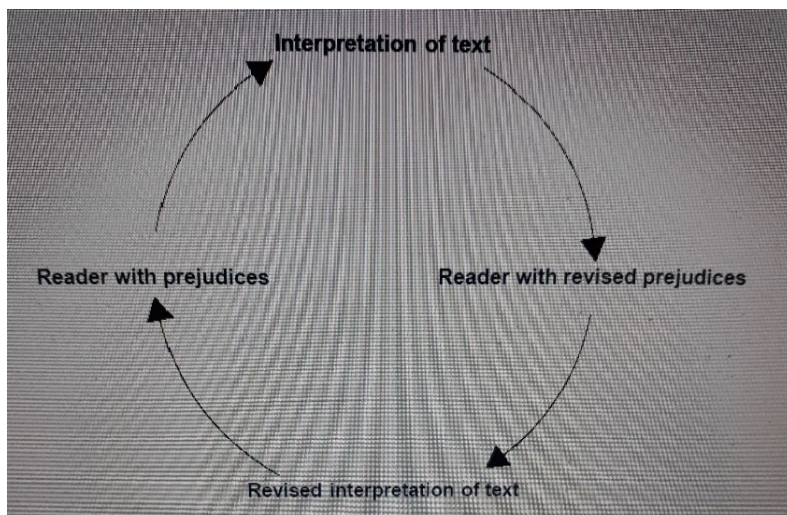 Interpretation of text
Reader with prejudices
Reader with revised prejudices
Revised interpretation of text